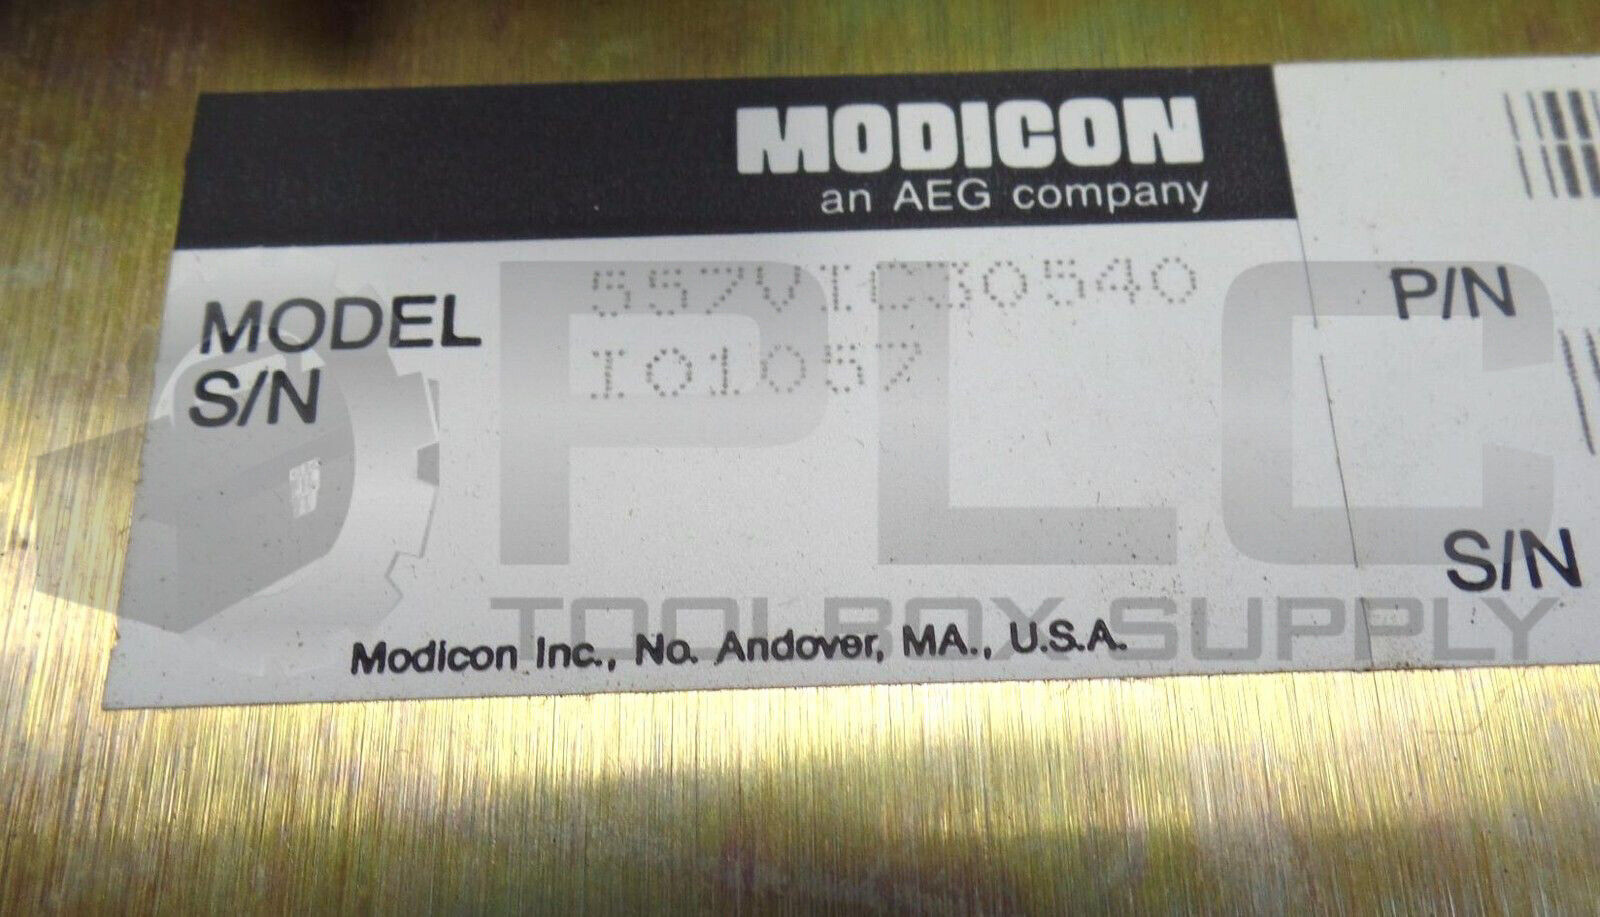 MODICON
an AEG company
MODEL 557VIC30540
S/N I01057
P/N
S/N
Modicon Inc., No. Andover, MA., U.S.A.
PLC
TOOLBOX SUPPLY